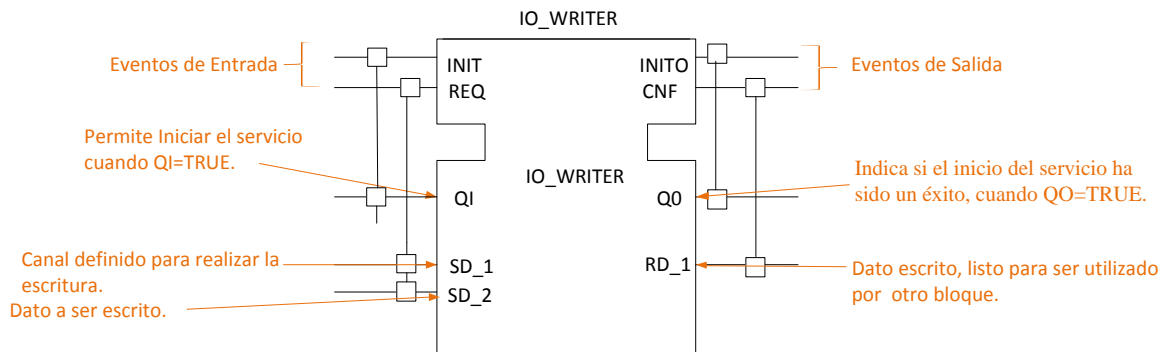 IO_WRITER
Eventos de Entrada
INIT
REQ
INITO
CNF
Eventos de Salida
Permite Iniciar el servicio
cuando QI=TRUE.
IO_WRITER
QI
Q0
Indica si el inicio del servicio ha
sido un éxito, cuando QO=TRUE.
Canal definido para realizar la
escritura.
Dato a ser escrito.
SD_1
SD_2
RD_1
Dato escrito, listo para ser utilizado
por otro bloque.